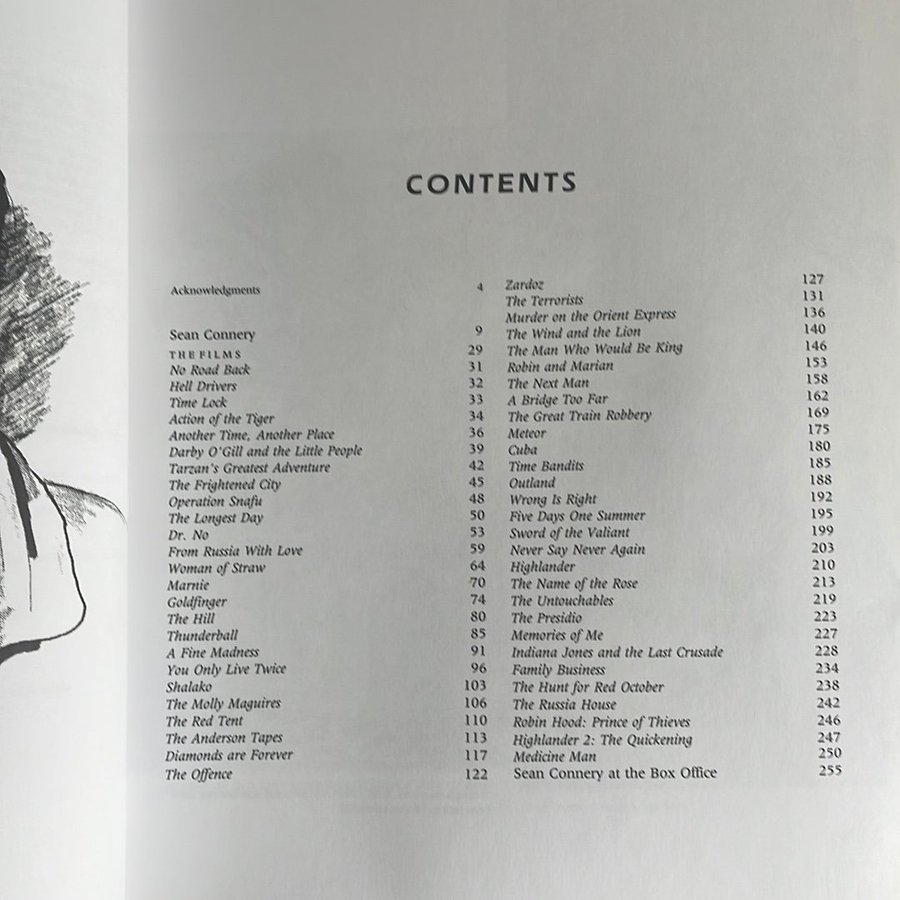 CONTENTS
Acknowledgments 4
Sean Connery 9
THE FILMS 29
No Road Back 31
Hell Drivers 32
Time Lock 33
Action of the Tiger 34
Another Time, Another Place 36
Darby O'Gill and the Little People 39
Tarzan's Greatest Adventure 42
The Frightened City 45
Operation Snafu 48
The Longest Day 50
Dr. No 53
From Russia With Love 59
Woman of Straw 64
Marnie 70
Goldfinger 74
The Hill 80
Thunderball 85
A Fine Madness 91
You Only Live Twice 96
Shalako 103
The Molly Maguires 106
The Red Tent 110
The Anderson Tapes 113
Diamonds are Forever 117
The Offence 122
Zardoz 127
The Terrorists 131
Murder on the Orient Express 136
The Wind and the Lion 140
The Man Who Would Be King 146
Robin and Marian 153
The Next Man 158
A Bridge Too Far 162
The Great Train Robbery 169
Meteor 175
Cuba 180
Time Bandits 185
Outland 188
Wrong Is Right 192
Five Days One Summer 195
Sword of the Valiant 199
Never Say Never Again 203
Highlander 210
The Name of the Rose 213
The Untouchables 219
The Presidio 223
Memories of Me 227
Indiana Jones and the Last Crusade 228
Family Business 234
The Hunt for Red October 238
The Russia House 242
Robin Hood: Prince of Thieves 246
Highlander 2: The Quickening 247
Medicine Man 250
Sean Connery at the Box Office 255